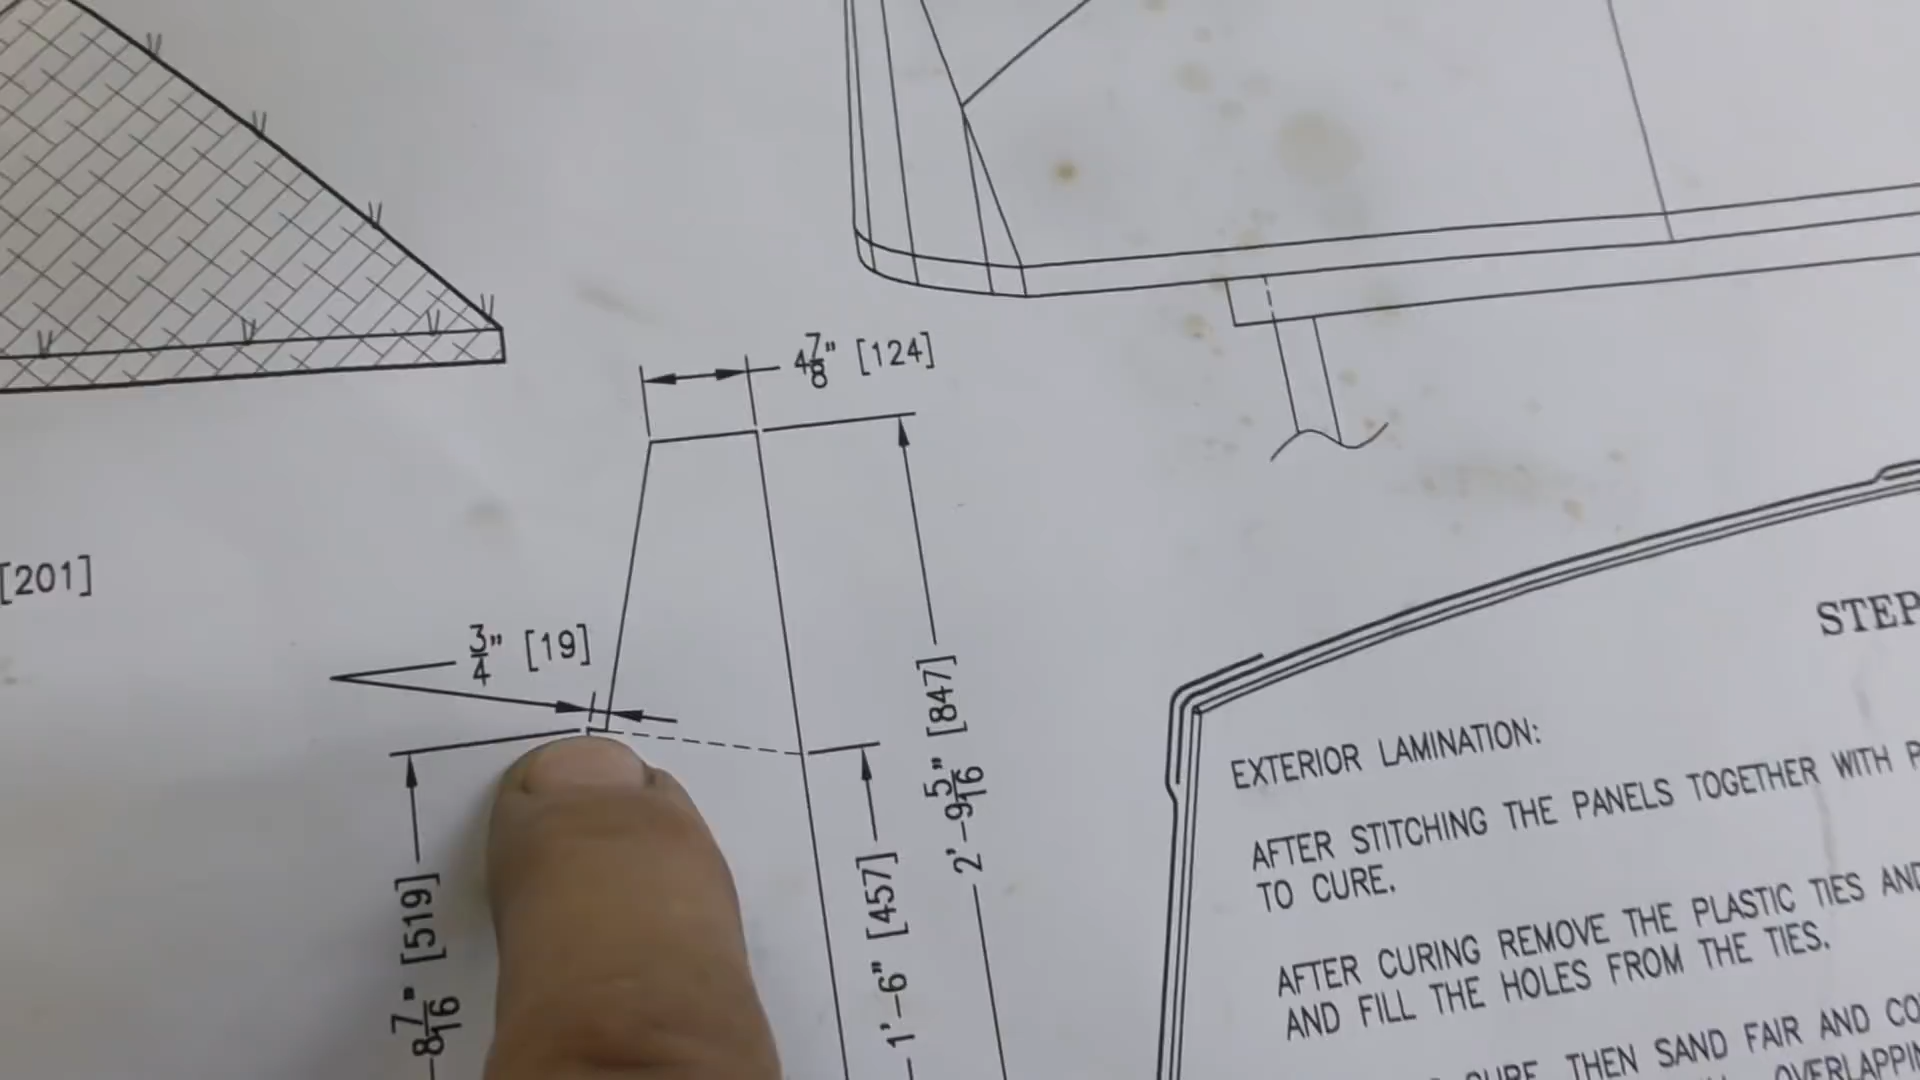 4 7/8" [124]
[201]
3/4" [19]
2'-9 5/16" [847]
1'-6" [457]
-8 7/16" [519]
STEP
EXTERIOR LAMINATION:
AFTER STITCHING THE PANELS TOGETHER WITH P
TO CURE.
AFTER CURING REMOVE THE PLASTIC TIES AND
AND FILL THE HOLES FROM THE TIES.
THEN SAND FAIR AND CO
OVERLAPPIN